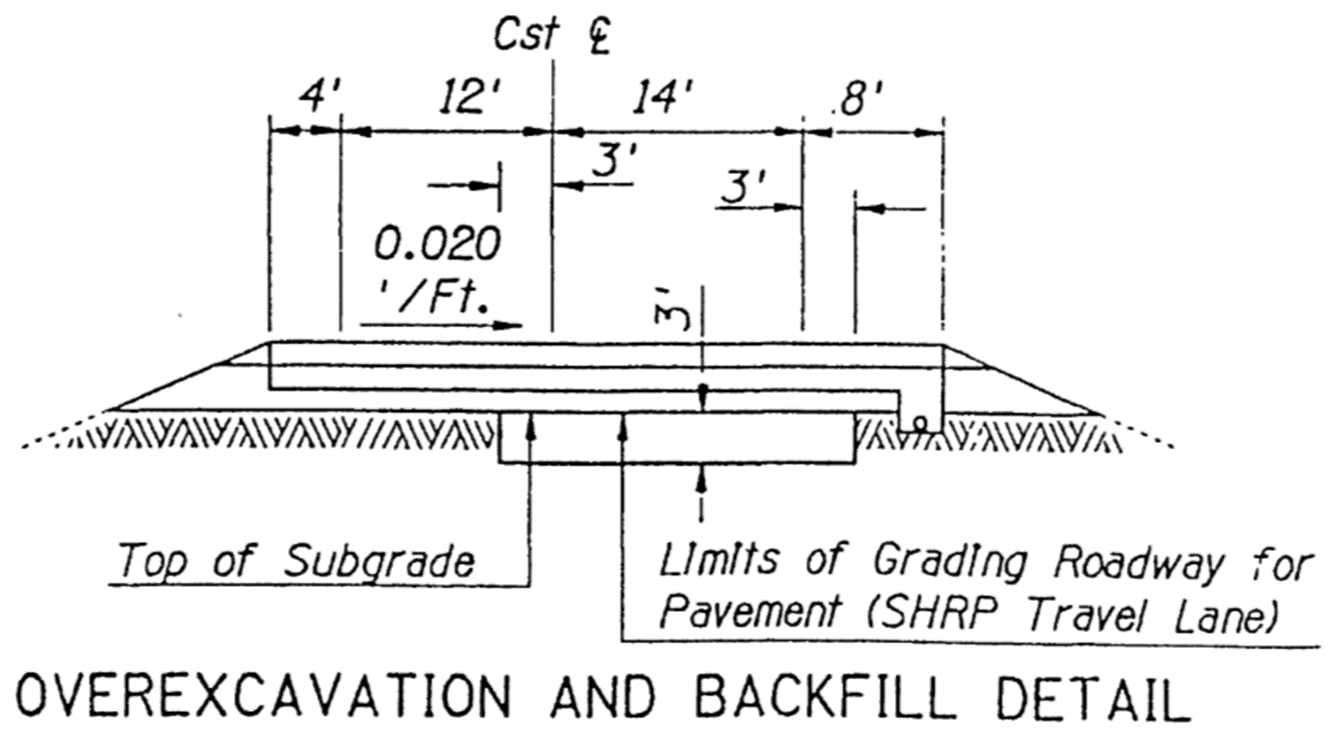 Cst ℄
4' 12' 14' 8'
3'
3'
0.020
'/Ft.
3'
Top of Subgrade
Limits of Grading Roadway for
Pavement (SHRP Travel Lane)
OVEREXCAVATION AND BACKFILL DETAIL